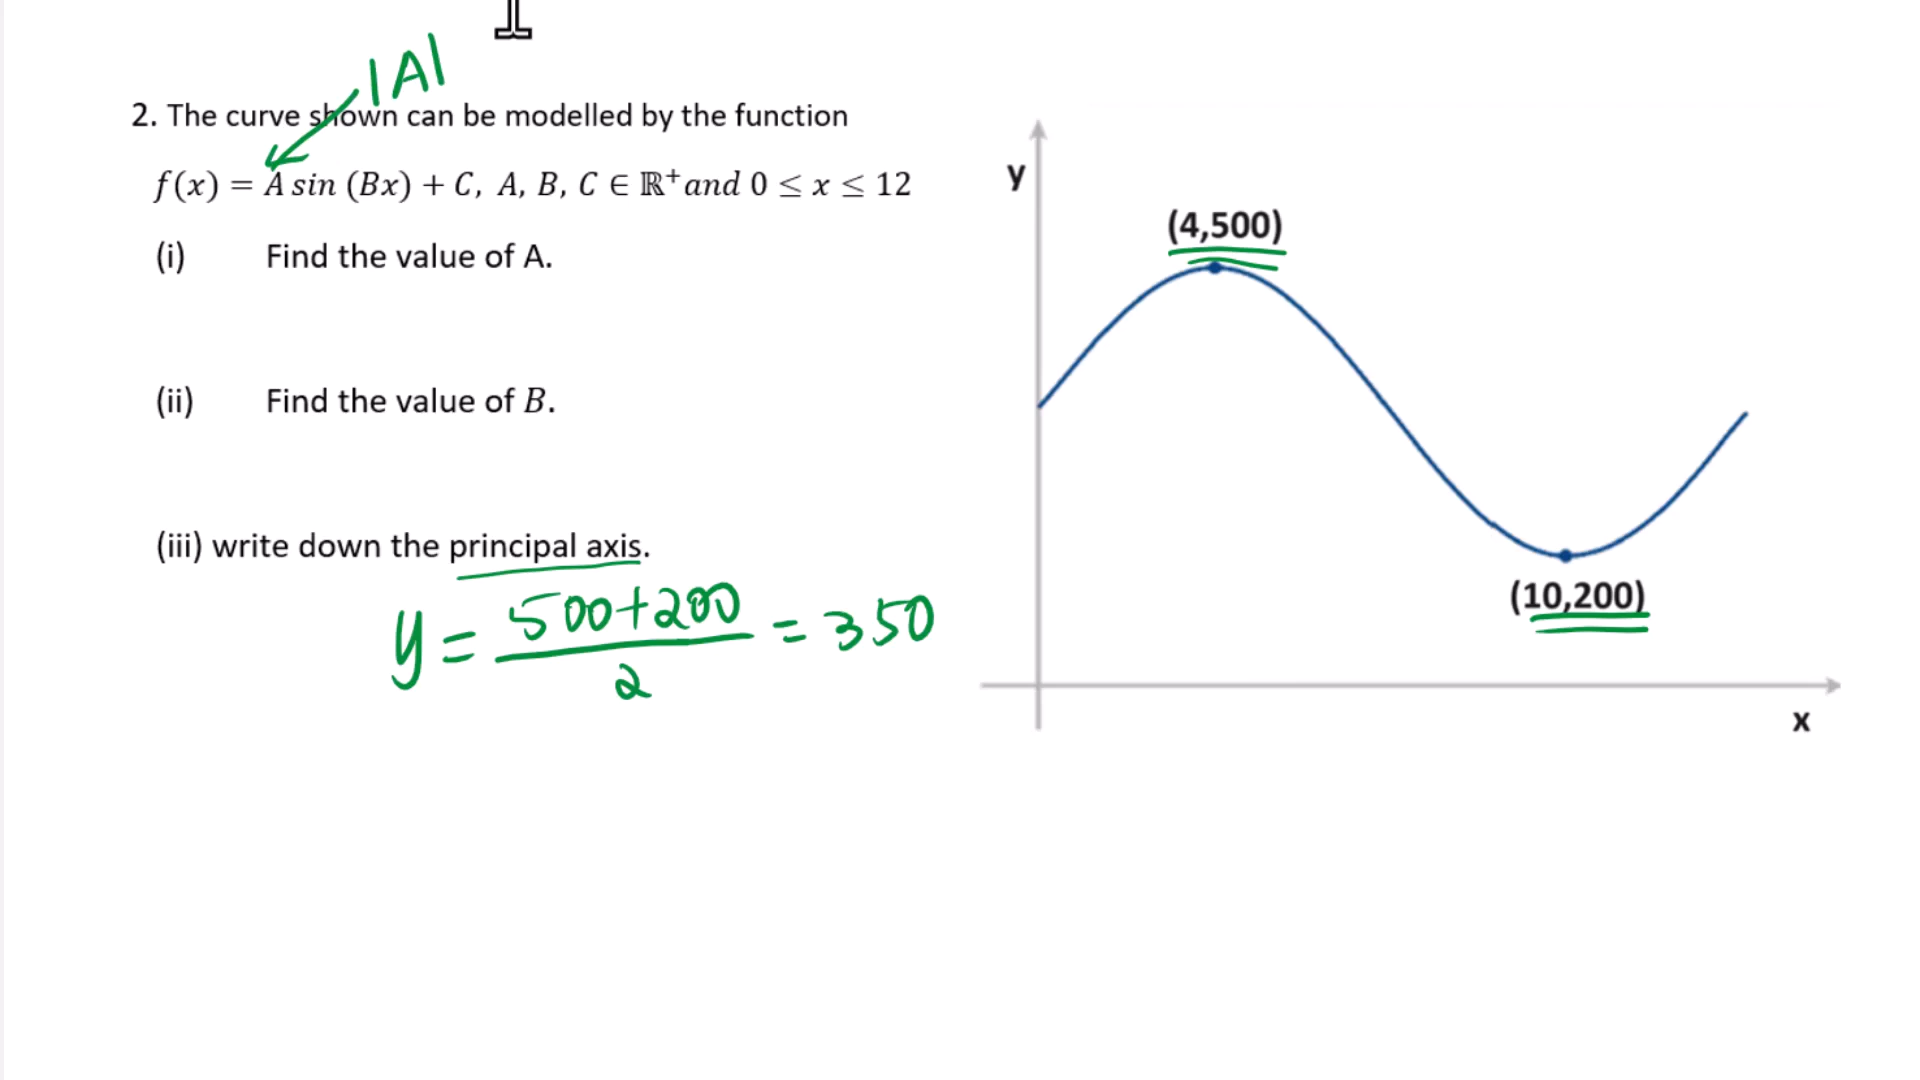 |A|
2. The curve shown can be modelled by the function
f(x) = A sin (Bx) + C, A, B, C ∈ ℝ⁺and 0 ≤ x ≤ 12
(i) Find the value of A.
(ii) Find the value of B.
(iii) write down the principal axis.
y = (500+200)/2 = 350
y
(4,500)
(10,200)
x